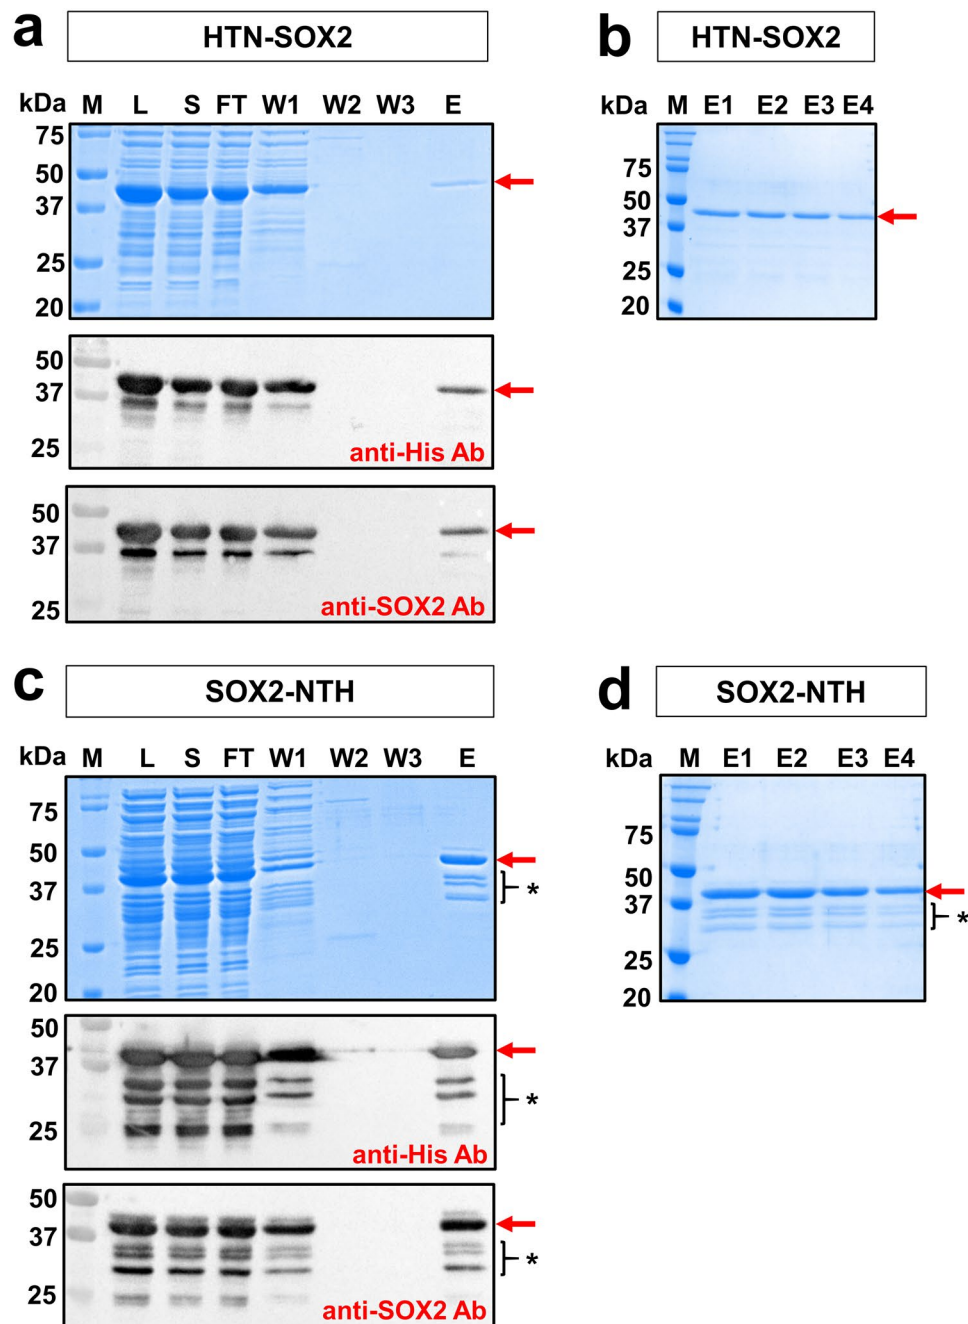 a
HTN-SOX2
kDa M L S FT W1 W2 W3 E
75
50
37
25
20
50
37
25
anti-His Ab
50
37
25
anti-SOX2 Ab
b
HTN-SOX2
kDa M E1 E2 E3 E4
75
50
37
25
20
c
SOX2-NTH
kDa M L S FT W1 W2 W3 E
75
50
37
25
20
*
50
37
25
*
anti-His Ab
50
37
25
*
anti-SOX2 Ab
d
SOX2-NTH
kDa M E1 E2 E3 E4
75
50
37
25
20
*